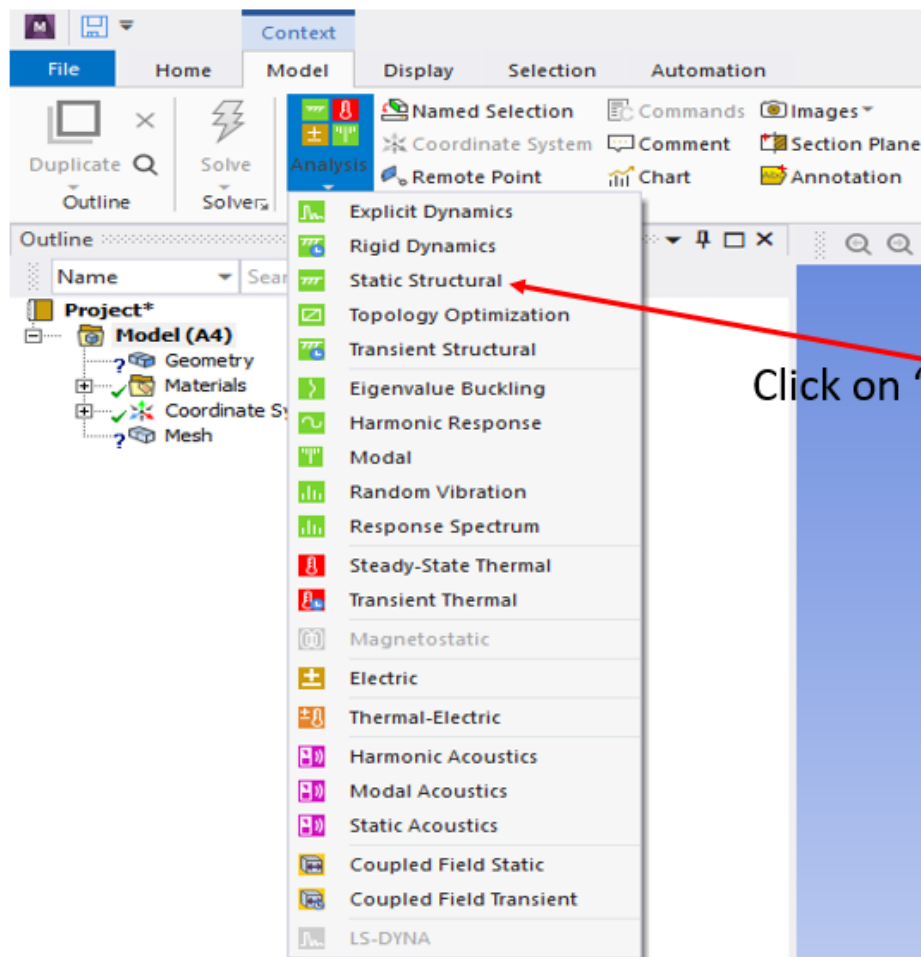 M
Context
File Home Model Display Selection Automation
Duplicate
Outline
Solve
Solvers
Analysis
Named Selection Commands Images
Coordinate System Comment Section Plane
Remote Point Chart Annotation
Outline
Name
Project*
Model (A4)
Geometry
Materials
Coordinate
Mesh
Explicit Dynamics
Rigid Dynamics
Static Structural
Topology Optimization
Transient Structural
Eigenvalue Buckling
Harmonic Response
Modal
Random Vibration
Response Spectrum
Steady-State Thermal
Transient Thermal
Magnetostatic
Electric
Thermal-Electric
Harmonic Acoustics
Modal Acoustics
Static Acoustics
Coupled Field Static
Coupled Field Transient
LS-DYNA
Click on “